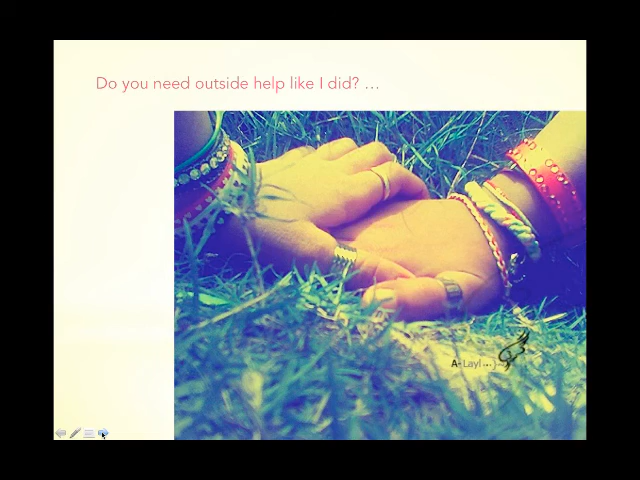 Do you need outside help like I did? …
A-Layl...}~